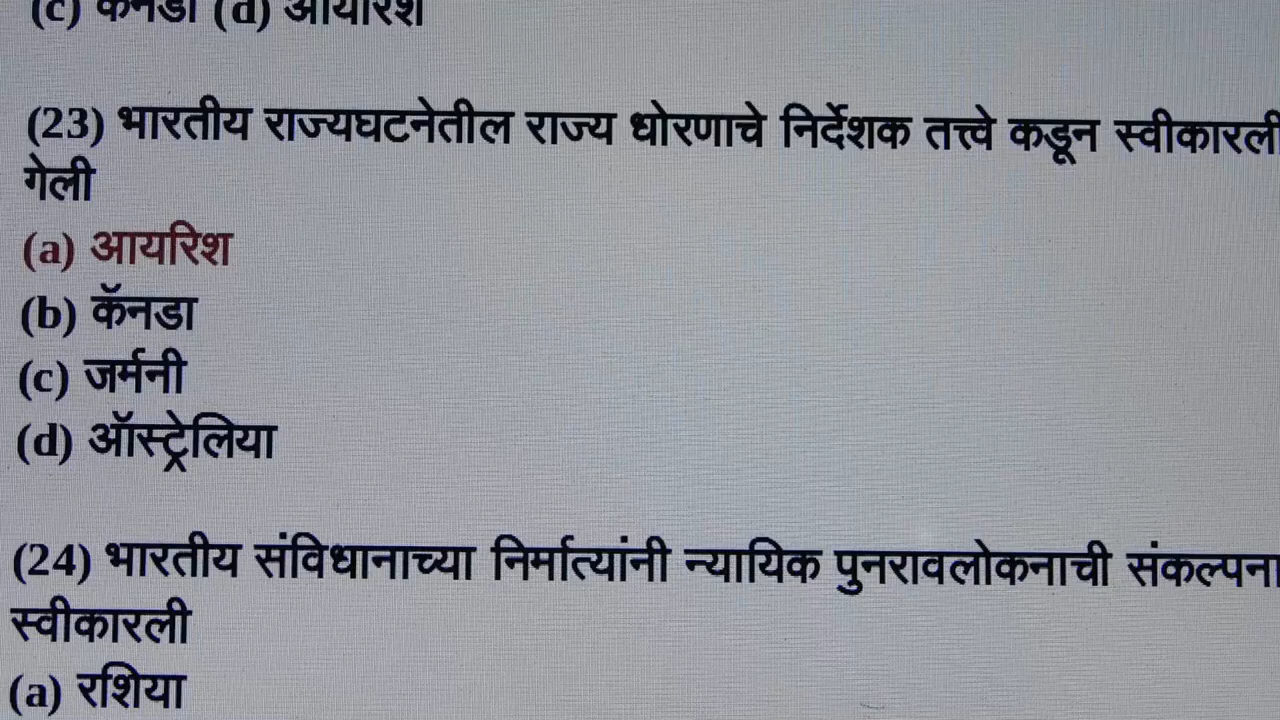 (c) कॅनडा (d) आयरिश
(23) भारतीय राज्यघटनेतील राज्य धोरणाचे निर्देशक तत्त्वे कडून स्वीकारली
गेली
(a) आयरिश
(b) कॅनडा
(c) जर्मनी
(d) ऑस्ट्रेलिया
(24) भारतीय संविधानाच्या निर्मात्यांनी न्यायिक पुनरावलोकनाची संकल्पना
स्वीकारली
(a) रशिया